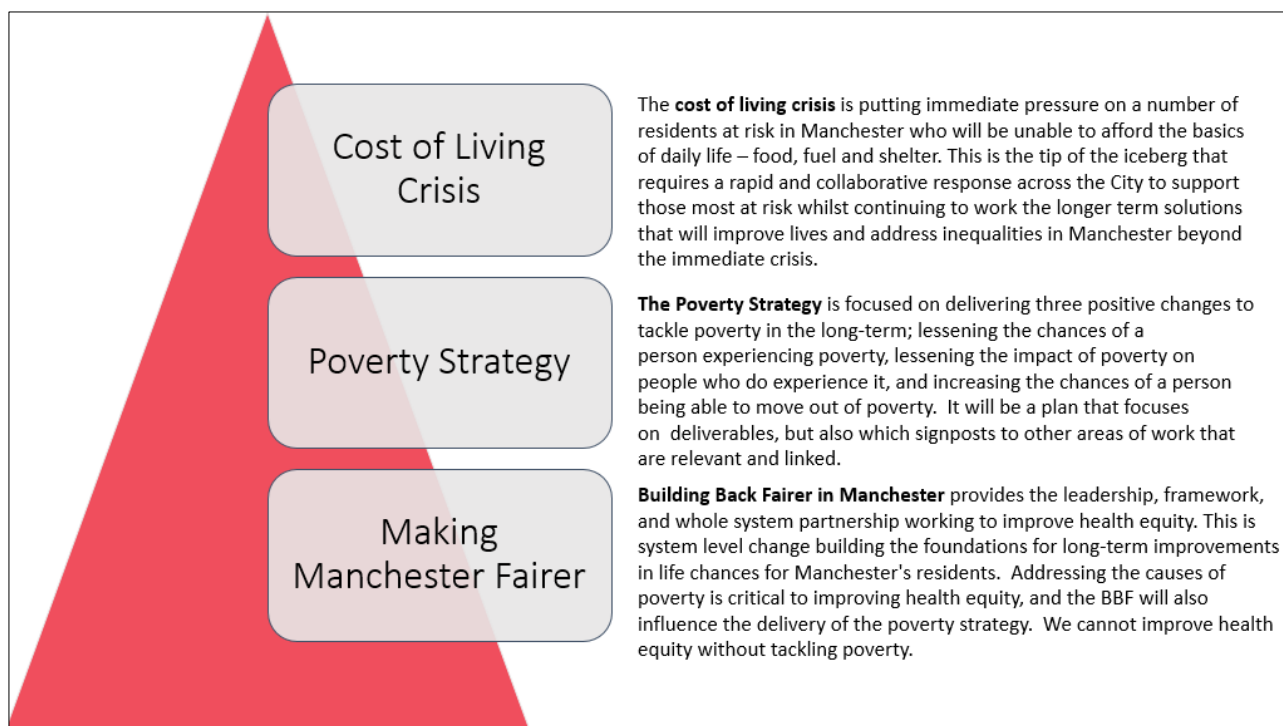 Cost of Living
Crisis
The cost of living crisis is putting immediate pressure on a number of
residents at risk in Manchester who will be unable to afford the basics
of daily life – food, fuel and shelter. This is the tip of the iceberg that
requires a rapid and collaborative response across the City to support
those most at risk whilst continuing to work the longer term solutions
that will improve lives and address inequalities in Manchester beyond
the immediate crisis.
Poverty Strategy
The Poverty Strategy is focused on delivering three positive changes to
tackle poverty in the long-term; lessening the chances of a
person experiencing poverty, lessening the impact of poverty on
people who do experience it, and increasing the chances of a person
being able to move out of poverty.  It will be a plan that focuses
on  deliverables, but also which signposts to other areas of work that
are relevant and linked.
Making
Manchester Fairer
Building Back Fairer in Manchester provides the leadership, framework,
and whole system partnership working to improve health equity. This is
system level change building the foundations for long-term improvements
in life chances for Manchester's residents.  Addressing the causes of
poverty is critical to improving health equity, and the BBF will also
influence the delivery of the poverty strategy.  We cannot improve health
equity without tackling poverty.